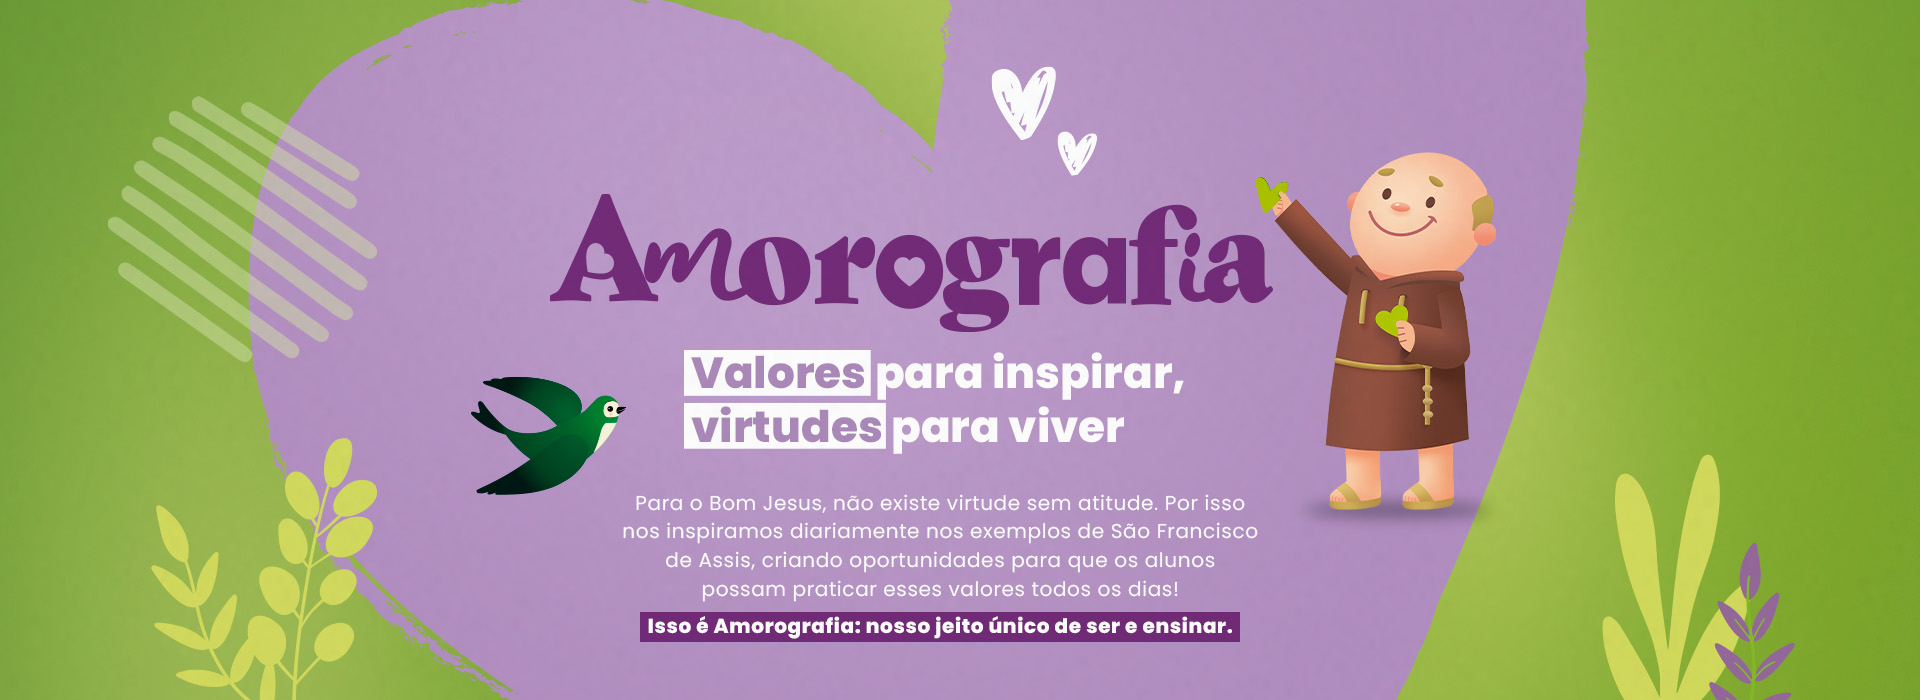 Amorografia
Valores para inspirar,
virtudes para viver
Para o Bom Jesus, não existe virtude sem atitude. Por isso
nos inspiramos diariamente nos exemplos de São Francisco
de Assis, criando oportunidades para que os alunos
possam praticar esses valores todos os dias!
Isso é Amorografia: nosso jeito único de ser e ensinar.